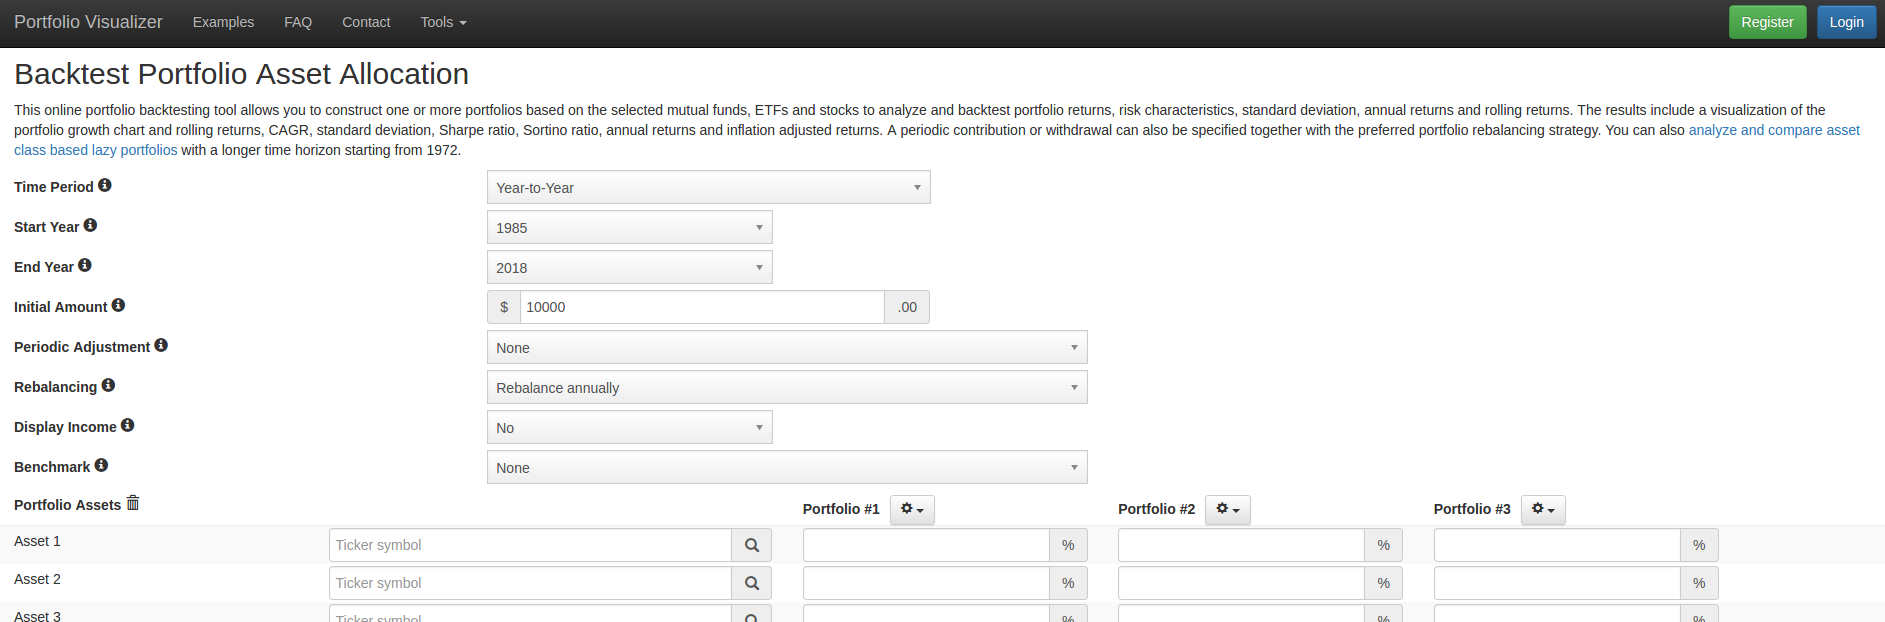 Portfolio Visualizer Examples FAQ Contact Tools Register Login
Backtest Portfolio Asset Allocation
This online portfolio backtesting tool allows you to construct one or more portfolios based on the selected mutual funds, ETFs and stocks to analyze and backtest portfolio returns, risk characteristics, standard deviation, annual returns and rolling returns. The results include a visualization of the
portfolio growth chart and rolling returns, CAGR, standard deviation, Sharpe ratio, Sortino ratio, annual returns and inflation adjusted returns. A periodic contribution or withdrawal can also be specified together with the preferred portfolio rebalancing strategy. You can also analyze and compare asset
class based lazy portfolios with a longer time horizon starting from 1972.
Time Period Year-to-Year
Start Year 1985
End Year 2018
Initial Amount $ 10000 .00
Periodic Adjustment None
Rebalancing Rebalance annually
Display Income No
Benchmark None
Portfolio Assets Portfolio #1 Portfolio #2 Portfolio #3
Asset 1 Ticker symbol % % %
Asset 2 Ticker symbol % % %
Asset 3 Ticker symbol % % %